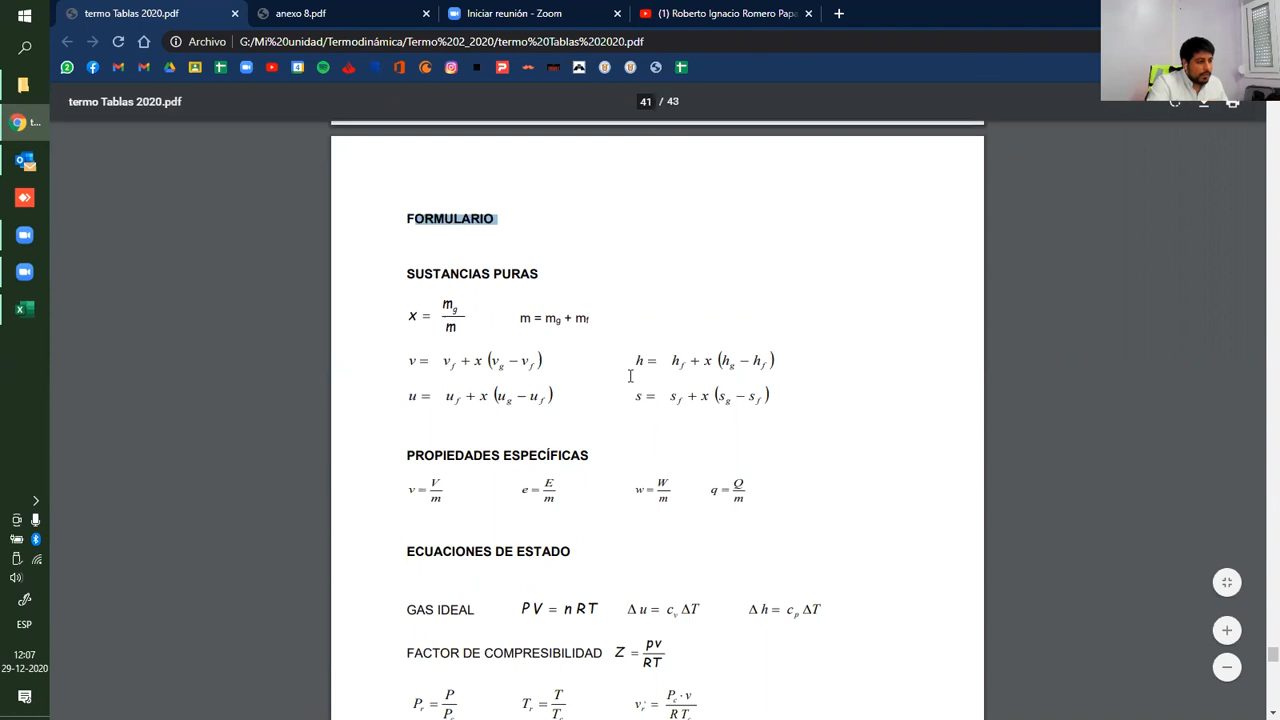 termo Tablas 2020.pdf
anexo 8.pdf
Iniciar reunión - Zoom
(1) Roberto Ignacio Romero Papa
Archivo
G:/Mi%20unidad/Termodinámica/Termo%202_2020/termo%20Tablas%202020.pdf
termo Tablas 2020.pdf
41 / 43
FORMULARIO
SUSTANCIAS PURAS
x = m_g / m    m = m_g + m_f
v = v_f + x (v_g − v_f)    h = h_f + x (h_g − h_f)
u = u_f + x (u_g − u_f)    s = s_f + x (s_g − s_f)
PROPIEDADES ESPECÍFICAS
v = V/m    e = E/m    w = W/m    q = Q/m
ECUACIONES DE ESTADO
GAS IDEAL    PV = nRT    Δu = c_v ΔT    Δh = c_p ΔT
FACTOR DE COMPRESIBILIDAD    Z = pv / RT
P_r = P / P_c    T_r = T / T_c    v_r = P_c · v / R T_c
t...
ESP
12:07
29-12-2020